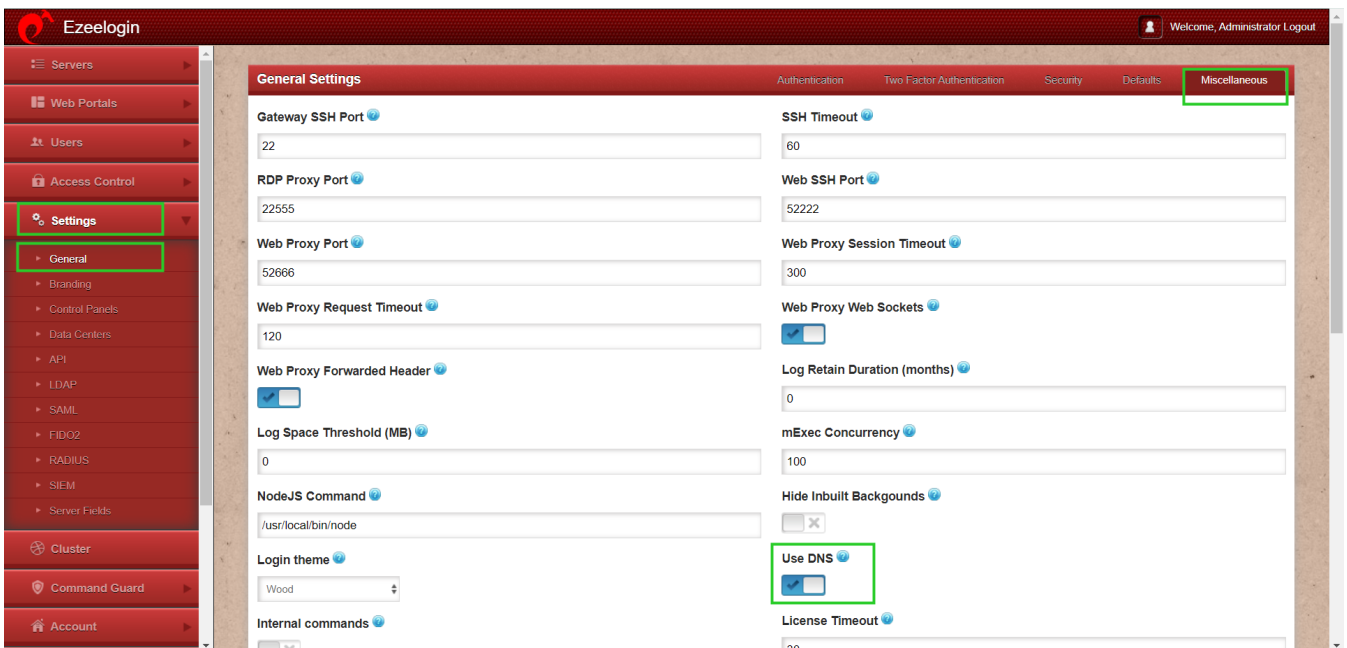 Ezeelogin
Welcome, Administrator Logout
Servers
Web Portals
Users
Access Control
Settings
General
Branding
Control Panels
Data Centers
API
LDAP
SAML
FIDO2
RADIUS
SIEM
Server Fields
Cluster
Command Guard
Account
General Settings
Authentication Two Factor Authentication Security Defaults Miscellaneous
Gateway SSH Port SSH Timeout
22 60
RDP Proxy Port Web SSH Port
22555 52222
Web Proxy Port Web Proxy Session Timeout
52666 300
Web Proxy Request Timeout Web Proxy Web Sockets
120
Web Proxy Forwarded Header Log Retain Duration (months)
0
Log Space Threshold (MB) mExec Concurrency
0 100
NodeJS Command Hide Inbuilt Backgounds
/usr/local/bin/node
Login theme Use DNS
Wood
Internal commands License Timeout